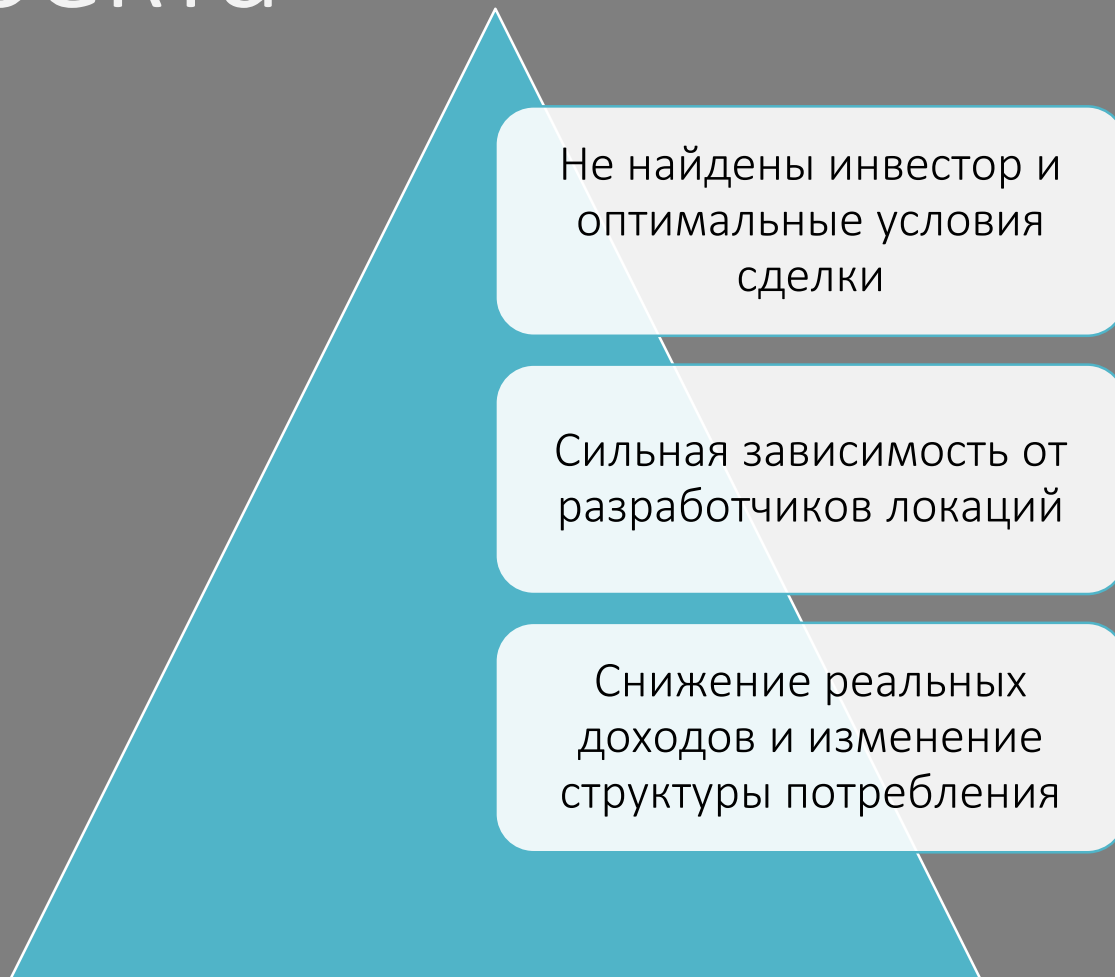 Не найдены инвестор и
оптимальные условия
сделки
Сильная зависимость от
разработчиков локаций
Снижение реальных
доходов и изменение
структуры потребления